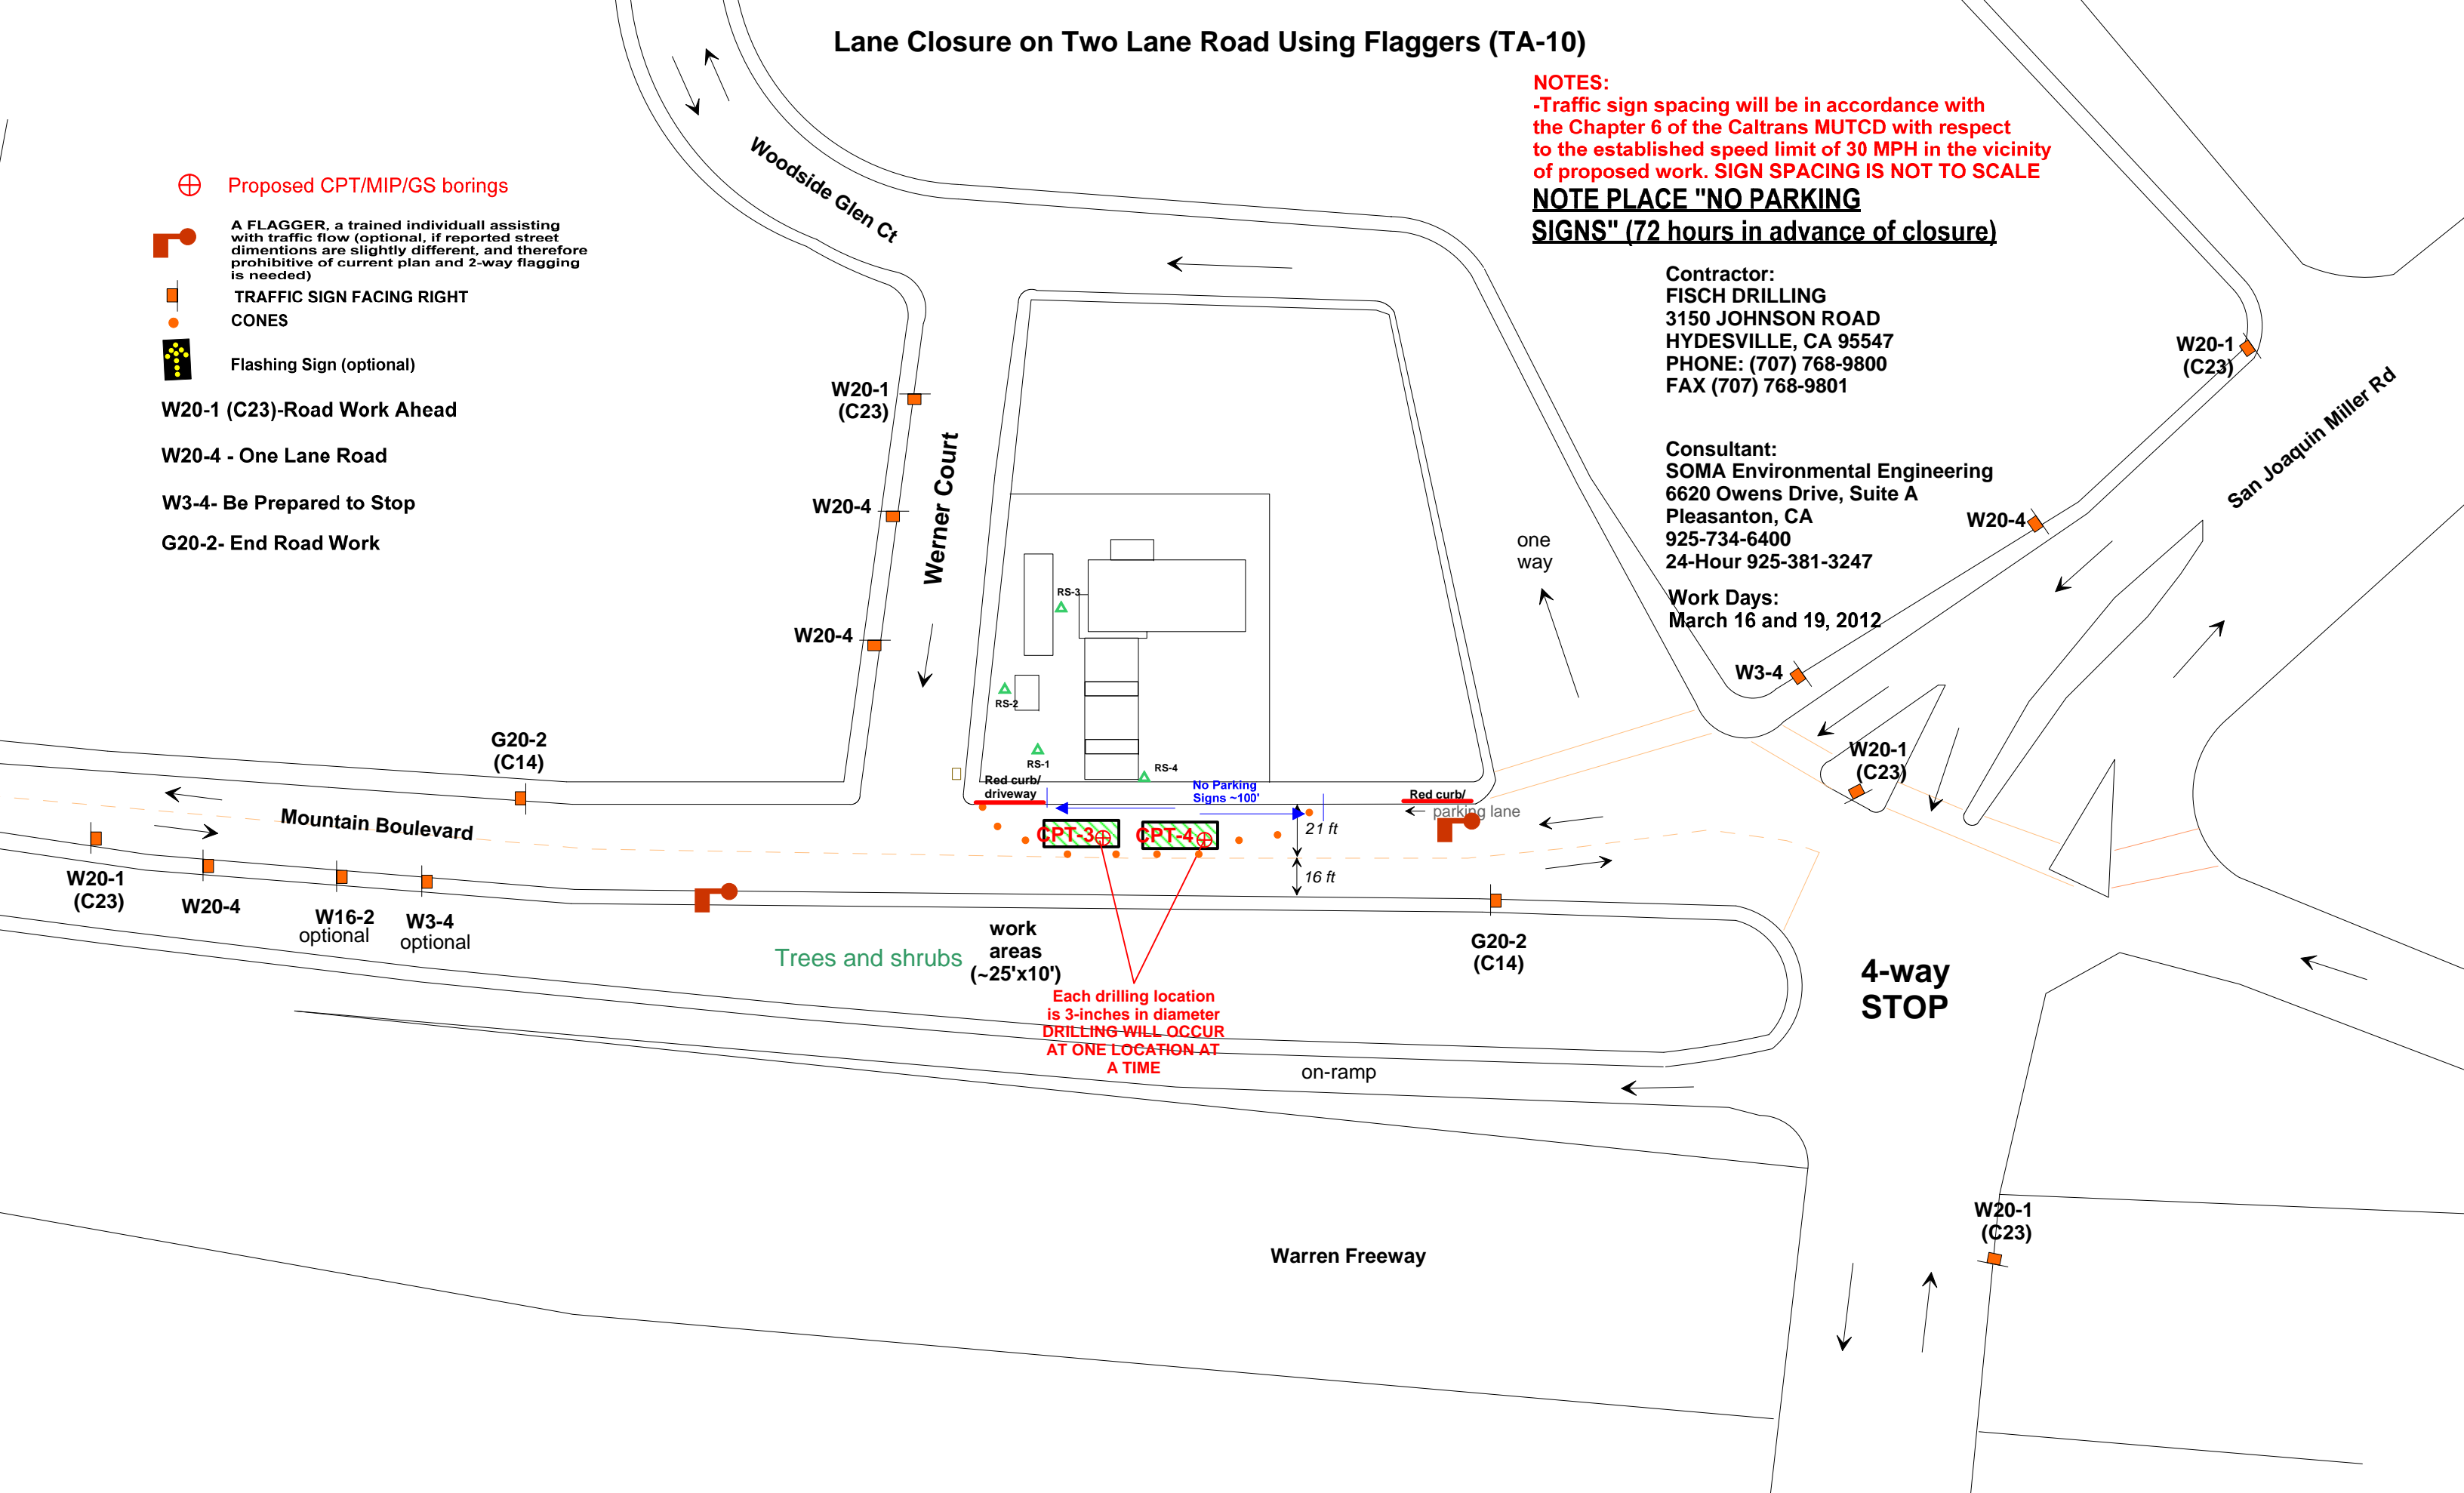 Lane Closure on Two Lane Road Using Flaggers (TA-10)
NOTES:
-Traffic sign spacing will be in accordance with
the Chapter 6 of the Caltrans MUTCD with respect
to the established speed limit of 30 MPH in the vicinity
of proposed work. SIGN SPACING IS NOT TO SCALE
NOTE PLACE "NO PARKING
SIGNS" (72 hours in advance of closure)
Proposed CPT/MIP/GS borings
A FLAGGER, a trained individuall assisting
with traffic flow (optional, if reported street
dimentions are slightly different, and therefore
prohibitive of current plan and 2-way flagging
is needed)
TRAFFIC SIGN FACING RIGHT
CONES
Flashing Sign (optional)
W20-1 (C23)-Road Work Ahead
W20-4 - One Lane Road
W3-4- Be Prepared to Stop
G20-2- End Road Work
Woodside Glen Ct
Contractor:
FISCH DRILLING
3150 JOHNSON ROAD
HYDESVILLE, CA 95547
PHONE: (707) 768-9800
FAX (707) 768-9801
Consultant:
SOMA Environmental Engineering
6620 Owens Drive, Suite A
Pleasanton, CA
925-734-6400
24-Hour 925-381-3247
Work Days:
March 16 and 19, 2012
W20-1
(C23)
San Joaquin Miller Rd
W20-4
W3-4
W20-1
(C23)
W20-1
(C23)
W20-4
W20-4
Werner Court
one
way
RS-3
RS-2
RS-1
RS-4
Red curb/
driveway
No Parking
Signs ~100'
Red curb/
parking lane
G20-2
(C14)
Mountain Boulevard
CPT-3
CPT-4
21 ft
16 ft
W20-1
(C23)
W20-4
W16-2
optional
W3-4
optional
Trees and shrubs
work
areas
(~25'x10')
Each drilling location
is 3-inches in diameter
DRILLING WILL OCCUR
AT ONE LOCATION AT
A TIME
G20-2
(C14)
4-way
STOP
on-ramp
Warren Freeway
W20-1
(C23)